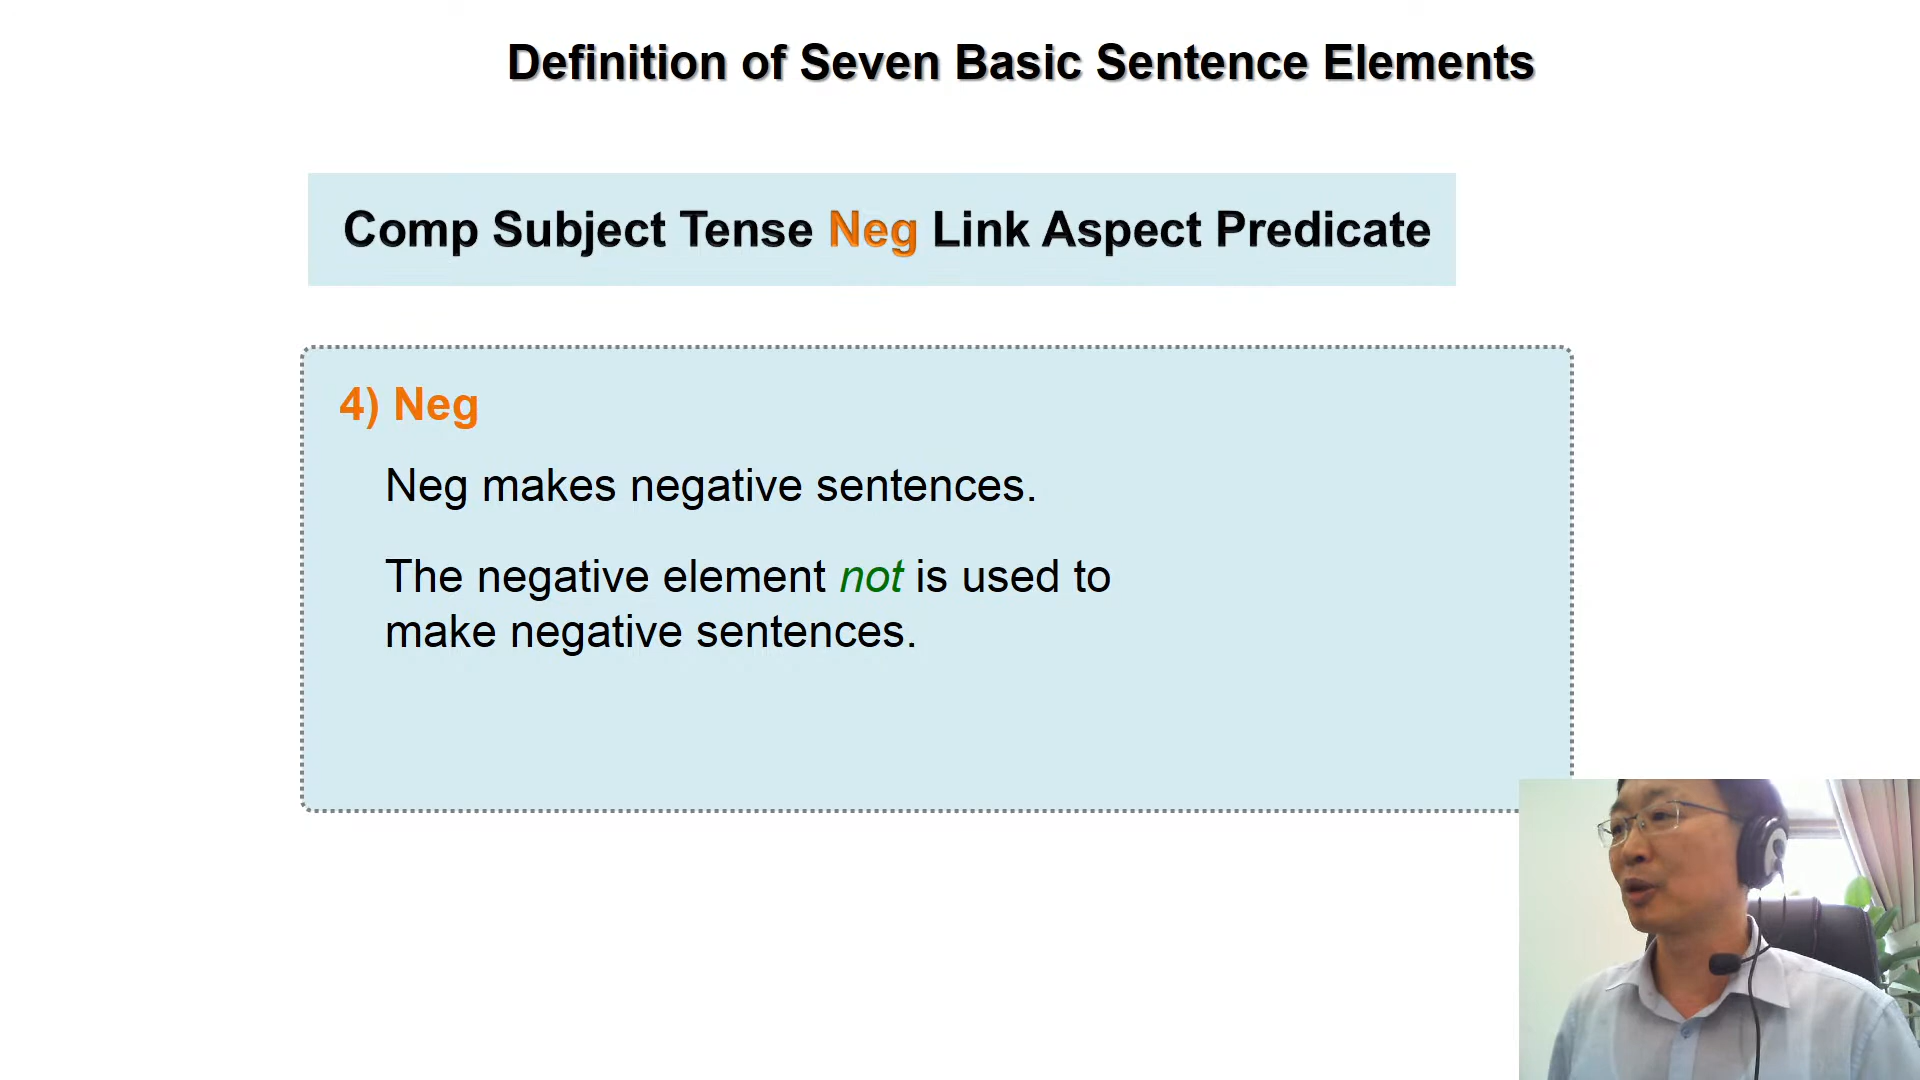 Definition of Seven Basic Sentence Elements
Comp Subject Tense Neg Link Aspect Predicate
4) Neg
Neg makes negative sentences.
The negative element not is used to
make negative sentences.